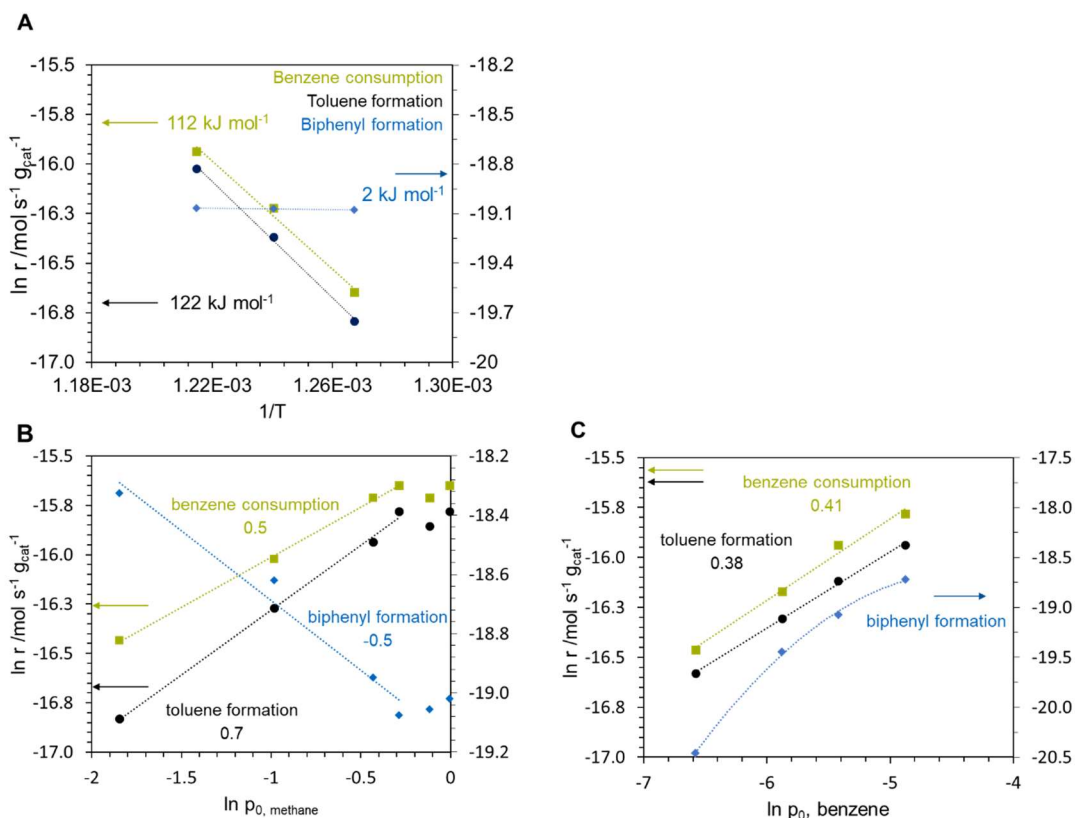 A
-15.5
-15.8
-16.0
-16.3
-16.5
-16.8
-17.0
ln r /mol s⁻¹ g꜀at⁻¹
Benzene consumption
Toluene formation
Biphenyl formation
112 kJ mol⁻¹
2 kJ mol⁻¹
122 kJ mol⁻¹
-18.2
-18.5
-18.8
-19.1
-19.4
-19.7
-20
1.18E-03 1.22E-03 1.26E-03 1.30E-03
1/T
B
-15.5
-15.8
-16.0
-16.3
-16.5
-16.8
-17.0
ln r /mol s⁻¹ gcat⁻¹
benzene consumption
0.5
biphenyl formation
-0.5
toluene formation
0.7
-18.2
-18.4
-18.6
-18.8
-19.0
-19.2
-2 -1.5 -1 -0.5 0
ln p0, methane
C
-15.5
-15.8
-16.0
-16.3
-16.5
-16.8
-17.0
ln r /mol s⁻¹ gcat⁻¹
benzene consumption
0.41
toluene formation
0.38
biphenyl formation
-17.5
-18.0
-18.5
-19.0
-19.5
-20.0
-20.5
-7 -6 -5 -4
ln p0, benzene